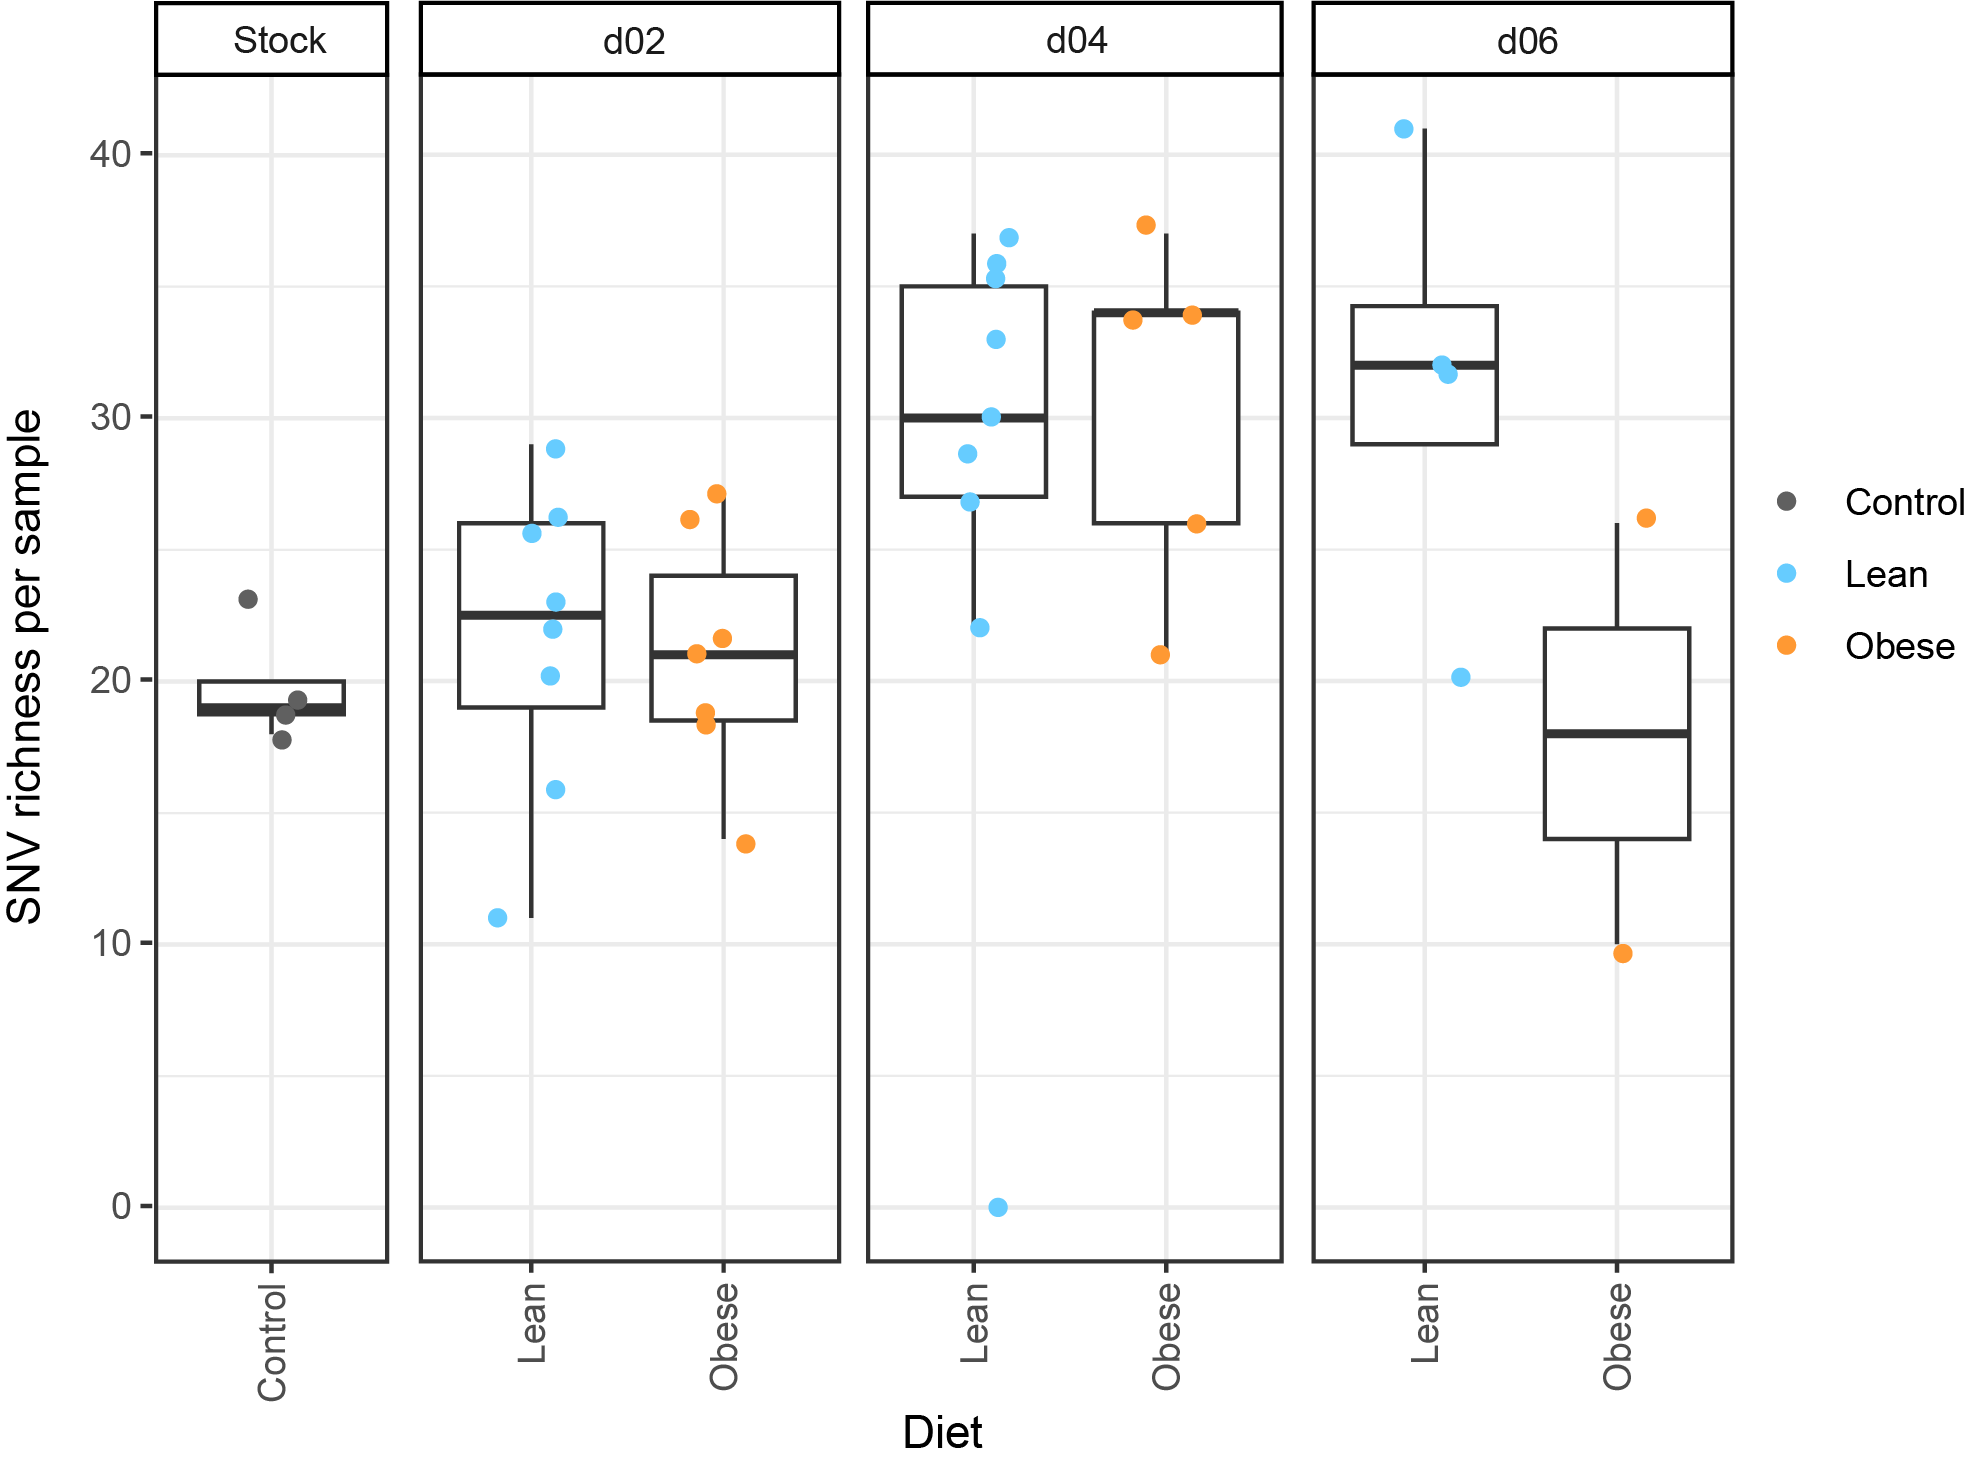 Stock
d02
d04
d06
40
30
20
10
0
SNV richness per sample
Control
Lean
Obese
Lean
Obese
Lean
Obese
Diet
Control
Lean
Obese